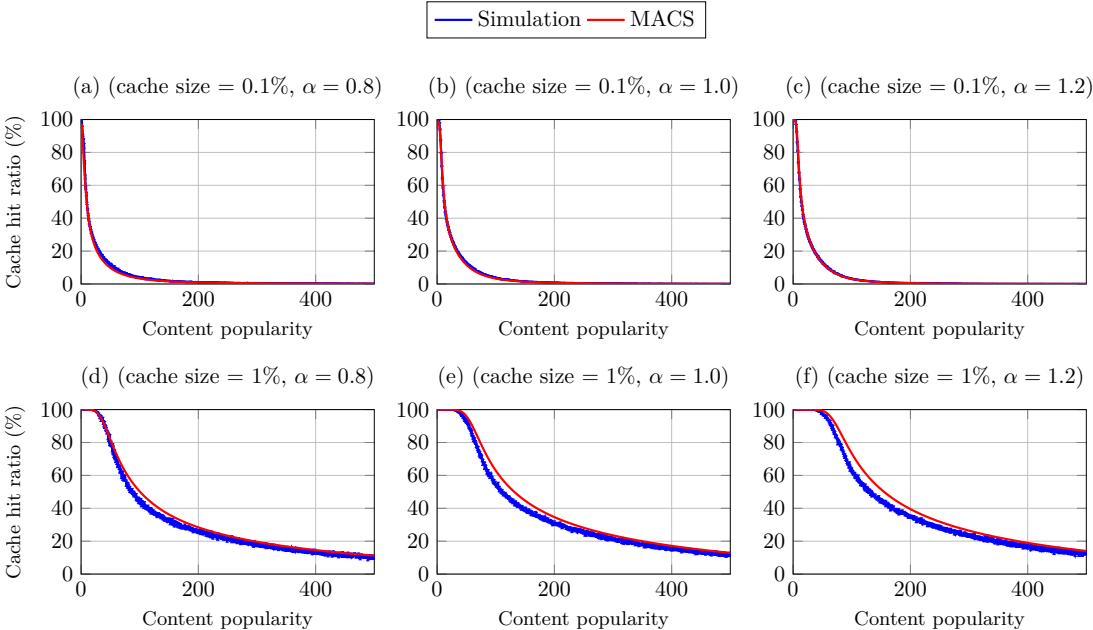 Simulation MACS
(a) (cache size = 0.1%, α = 0.8) (b) (cache size = 0.1%, α = 1.0) (c) (cache size = 0.1%, α = 1.2)
Cache hit ratio (%)
100 100 100
80 80 80
60 60 60
40 40 40
20 20 20
0 0 0
0 200 400 0 200 400 0 200 400
Content popularity Content popularity Content popularity
(d) (cache size = 1%, α = 0.8) (e) (cache size = 1%, α = 1.0) (f) (cache size = 1%, α = 1.2)
Cache hit ratio (%)
100 100 100
80 80 80
60 60 60
40 40 40
20 20 20
0 0 0
0 200 400 0 200 400 0 200 400
Content popularity Content popularity Content popularity